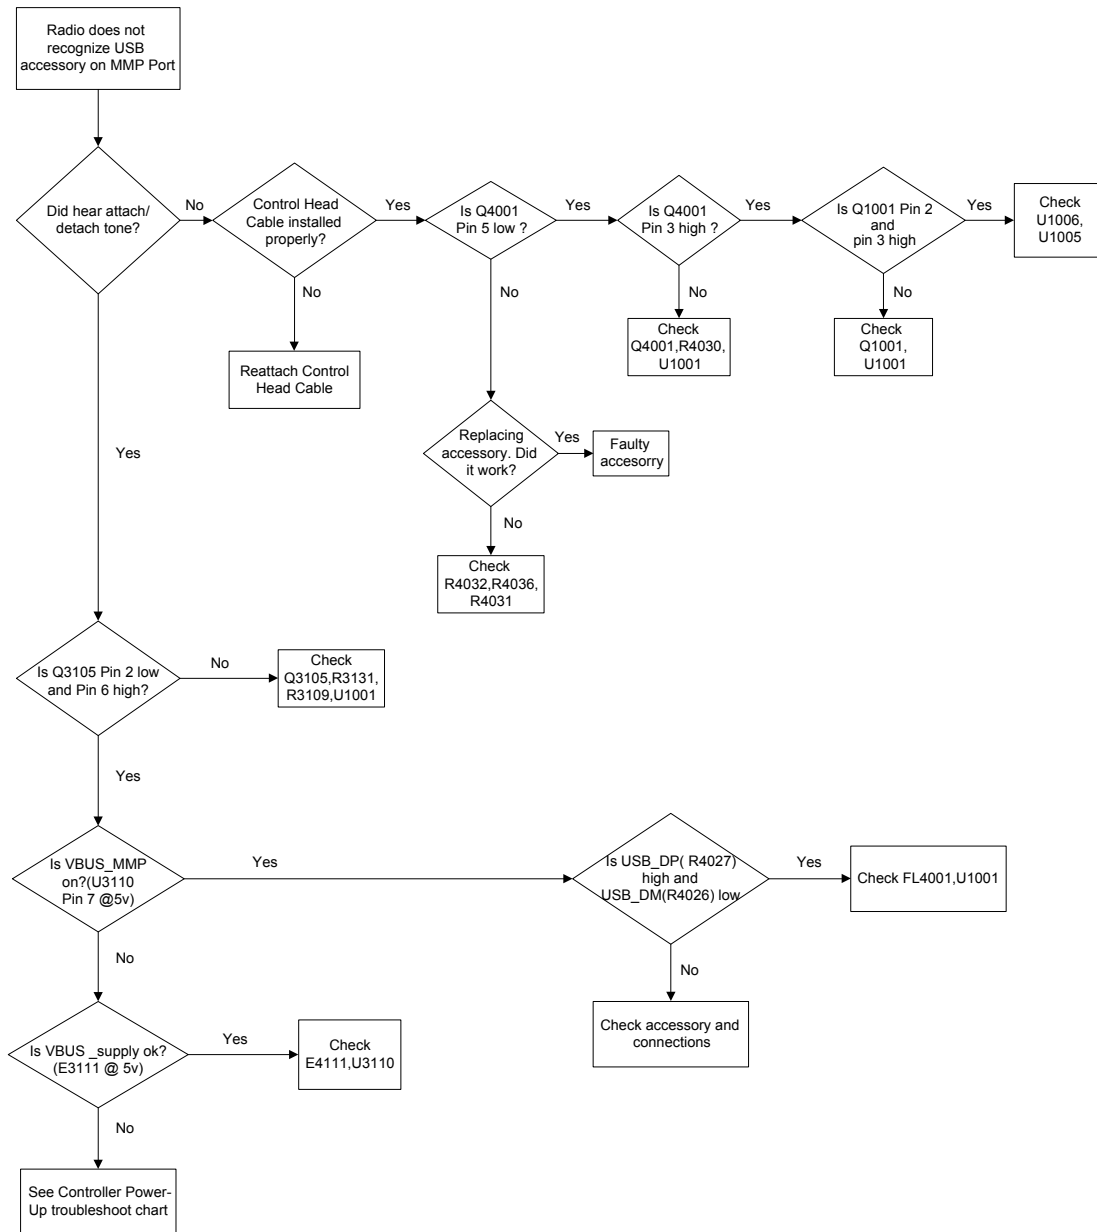 Radio does not
recognize USB
accessory on MMP Port
Did hear attach/
detach tone?
No
Control Head
Cable installed
properly?
Yes
Is Q4001
Pin 5 low ?
Yes
Is Q4001
Pin 3 high ?
Yes
Is Q1001 Pin 2
and
pin 3 high
Yes
Check
U1006,
U1005
No
Reattach Control
Head Cable
No
No
Check
Q4001,R4030,
U1001
No
Check
Q1001,
U1001
Yes
Replacing
accessory. Did
it work?
Yes
Faulty
accesorry
No
Check
R4032,R4036,
R4031
Is Q3105 Pin 2 low
and Pin 6 high?
No
Check
Q3105,R3131,
R3109,U1001
Yes
Is VBUS_MMP
on?(U3110
Pin 7 @5v)
Yes
Is USB_DP( R4027)
high and
USB_DM(R4026) low
Yes
Check FL4001,U1001
No
No
Check accessory and
connections
Is VBUS _supply ok?
(E3111 @ 5v)
Yes
Check
E4111,U3110
No
See Controller Power-
Up troubleshoot chart